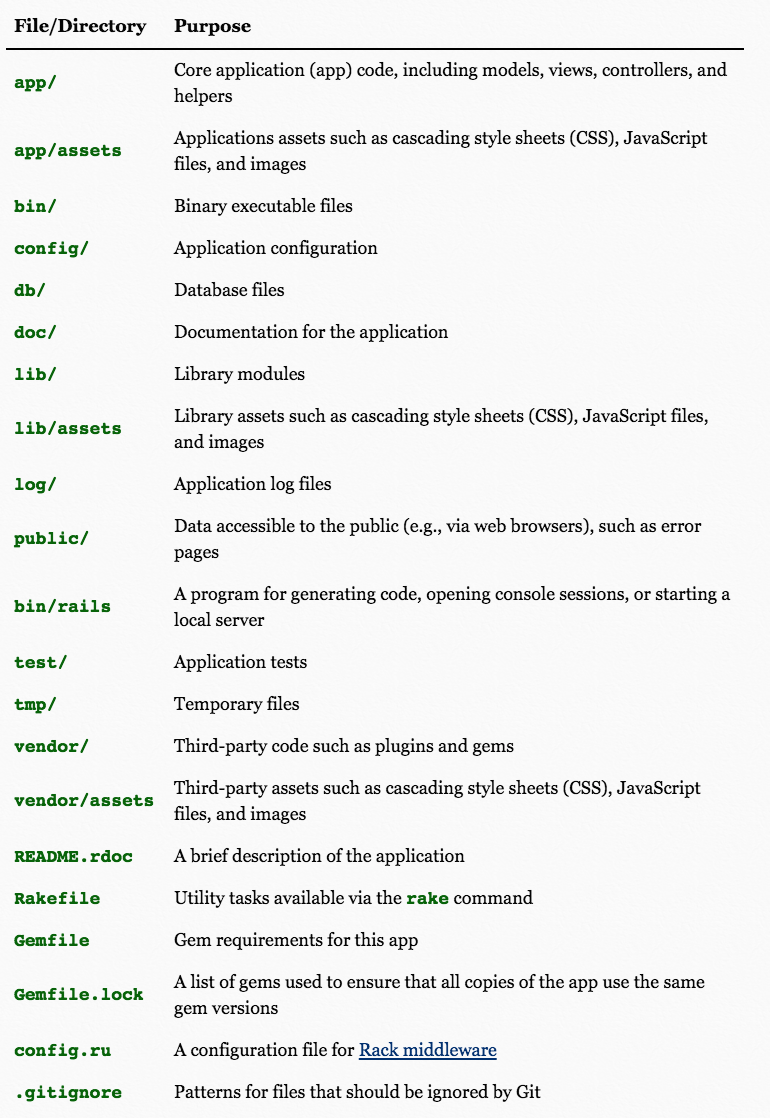 File/Directory Purpose
app/ Core application (app) code, including models, views, controllers, and
helpers
app/assets Applications assets such as cascading style sheets (CSS), JavaScript
files, and images
bin/ Binary executable files
config/ Application configuration
db/ Database files
doc/ Documentation for the application
lib/ Library modules
lib/assets Library assets such as cascading style sheets (CSS), JavaScript files,
and images
log/ Application log files
public/ Data accessible to the public (e.g., via web browsers), such as error
pages
bin/rails A program for generating code, opening console sessions, or starting a
local server
test/ Application tests
tmp/ Temporary files
vendor/ Third-party code such as plugins and gems
vendor/assets Third-party assets such as cascading style sheets (CSS), JavaScript
files, and images
README.rdoc A brief description of the application
Rakefile Utility tasks available via the rake command
Gemfile Gem requirements for this app
Gemfile.lock A list of gems used to ensure that all copies of the app use the same
gem versions
config.ru A configuration file for Rack middleware
.gitignore Patterns for files that should be ignored by Git